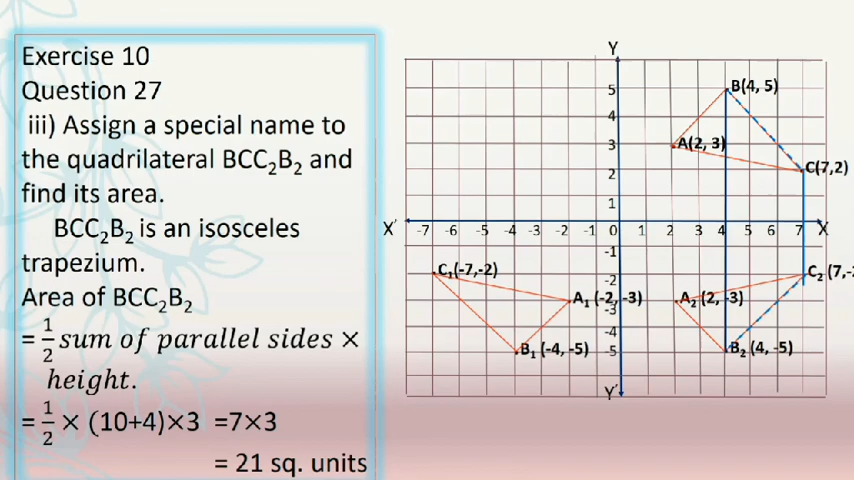 Exercise 10
Question 27
iii) Assign a special name to
the quadrilateral BCC₂B₂ and
find its area.
BCC₂B₂ is an isosceles
trapezium.
Area of BCC₂B₂
= 1/2 sum of parallel sides ×
height.
= 1/2 × (10+4)×3 =7×3
= 21 sq. units
Y
B(4, 5)
5
4
A(2, 3)
3
C(7,2)
2
1
X' -7 -6 -5 -4 -3 -2 -1 0 1 2 3 4 5 6 7 X
-1
C₁(-7,-2)
-2
C₂ (7,-2
A₁ (-2,-3)
-3
A₂ (2, -3)
-4
B₁ (-4, -5)
-5
B₂ (4, -5)
Y'